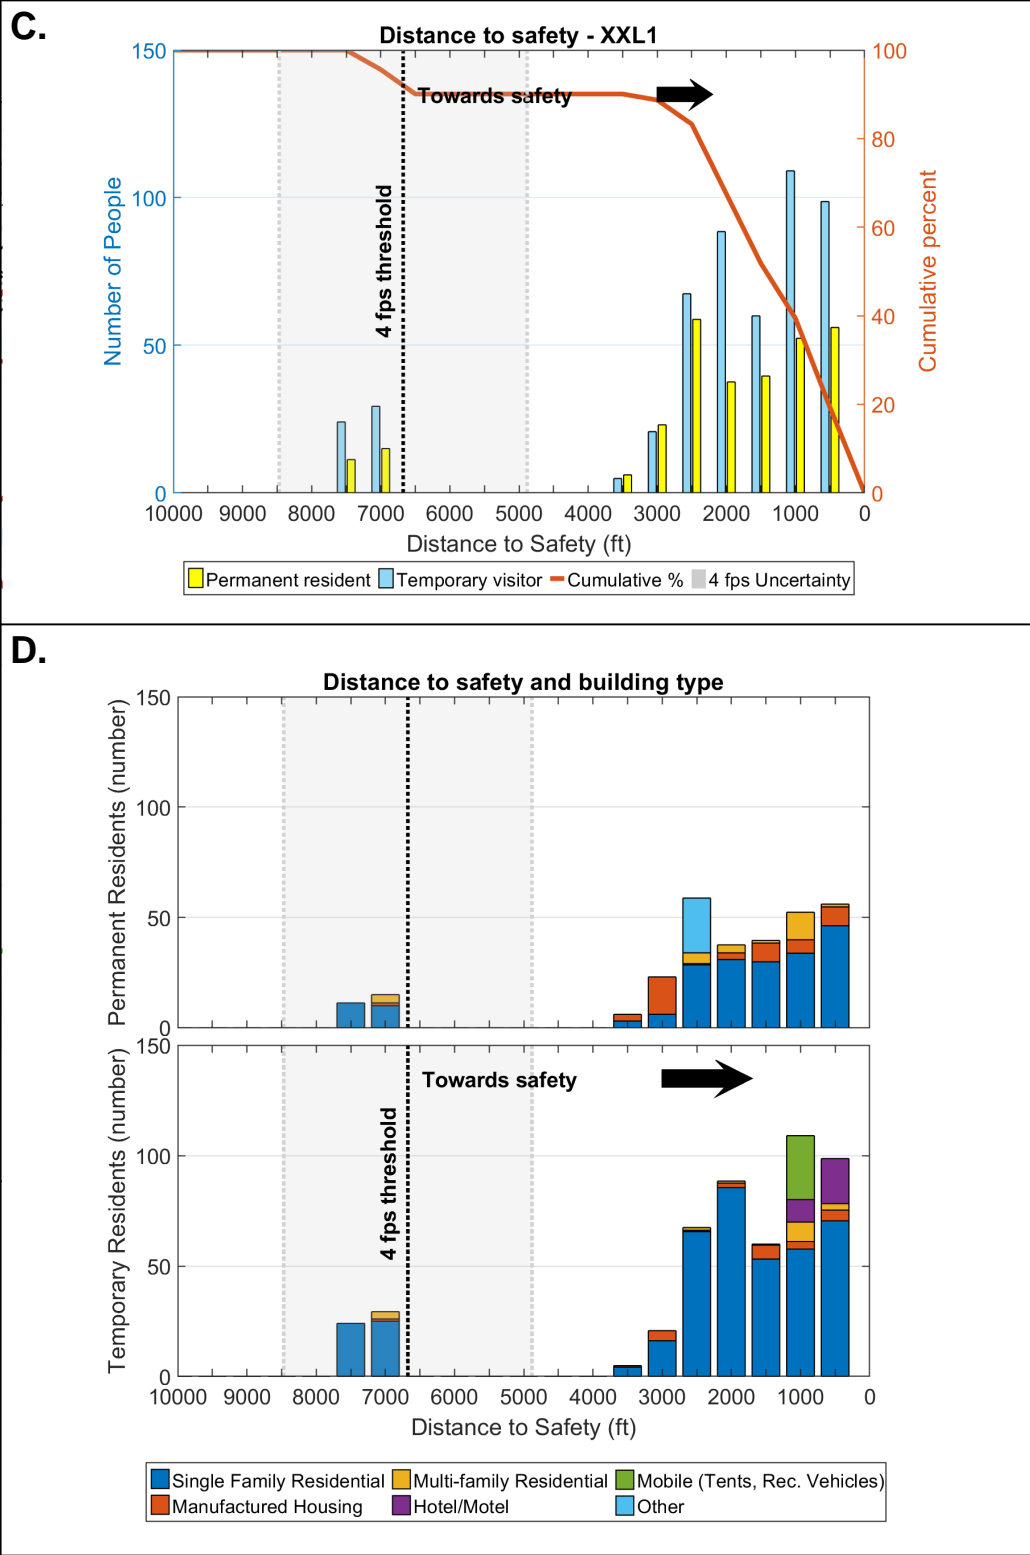 C.
Distance to safety - XXL1
150
100
50
0
Number of People
100
80
60
40
20
0
Cumulative percent
Towards safety
4 fps threshold
10000 9000 8000 7000 6000 5000 4000 3000 2000 1000 0
Distance to Safety (ft)
Permanent resident Temporary visitor Cumulative % 4 fps Uncertainty
D.
Distance to safety and building type
150
100
50
0
Permanent Residents (number)
150
100
50
0
Temporary Residents (number)
Towards safety
4 fps threshold
10000 9000 8000 7000 6000 5000 4000 3000 2000 1000 0
Distance to Safety (ft)
Single Family Residential Multi-family Residential Mobile (Tents, Rec. Vehicles)
Manufactured Housing Hotel/Motel Other